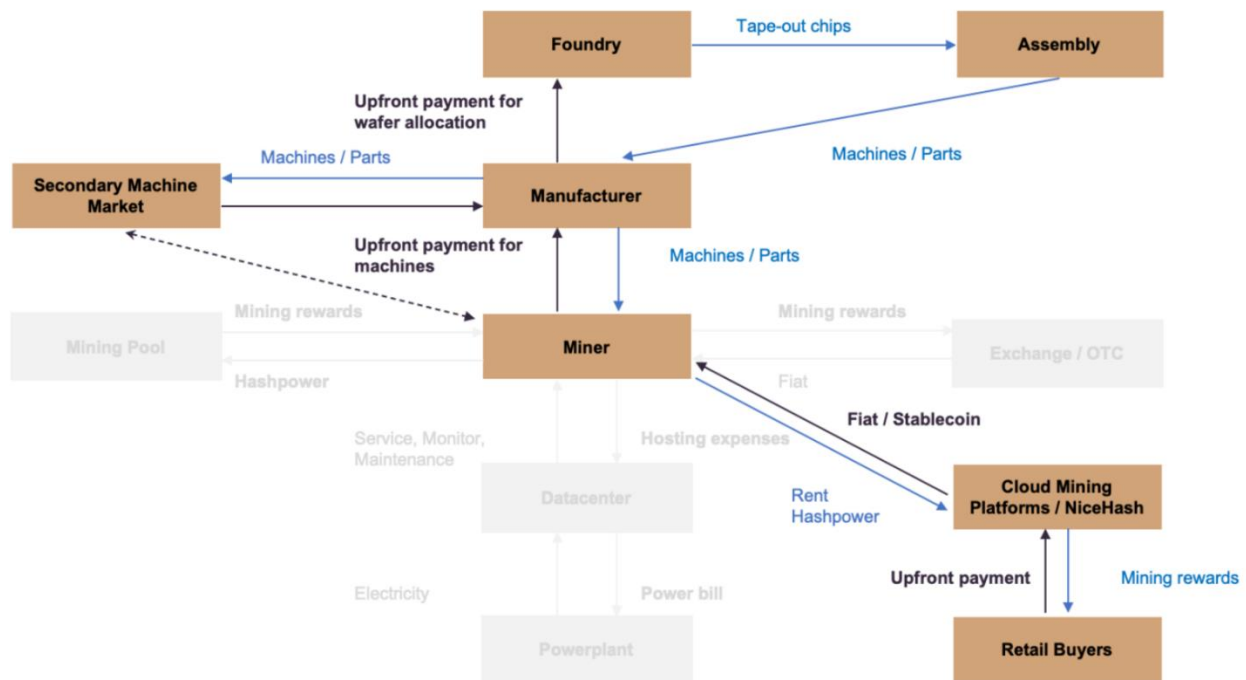 Foundry
Tape-out chips
Assembly
Upfront payment for
wafer allocation
Machines / Parts
Machines / Parts
Secondary Machine
Market
Manufacturer
Upfront payment for
machines
Machines / Parts
Mining rewards
Mining rewards
Mining Pool
Miner
Exchange / OTC
Hashpower
Fiat
Fiat / Stablecoin
Service, Monitor,
Maintenance
Hosting expenses
Datacenter
Rent
Hashpower
Cloud Mining
Platforms / NiceHash
Electricity
Power bill
Upfront payment
Mining rewards
Powerplant
Retail Buyers